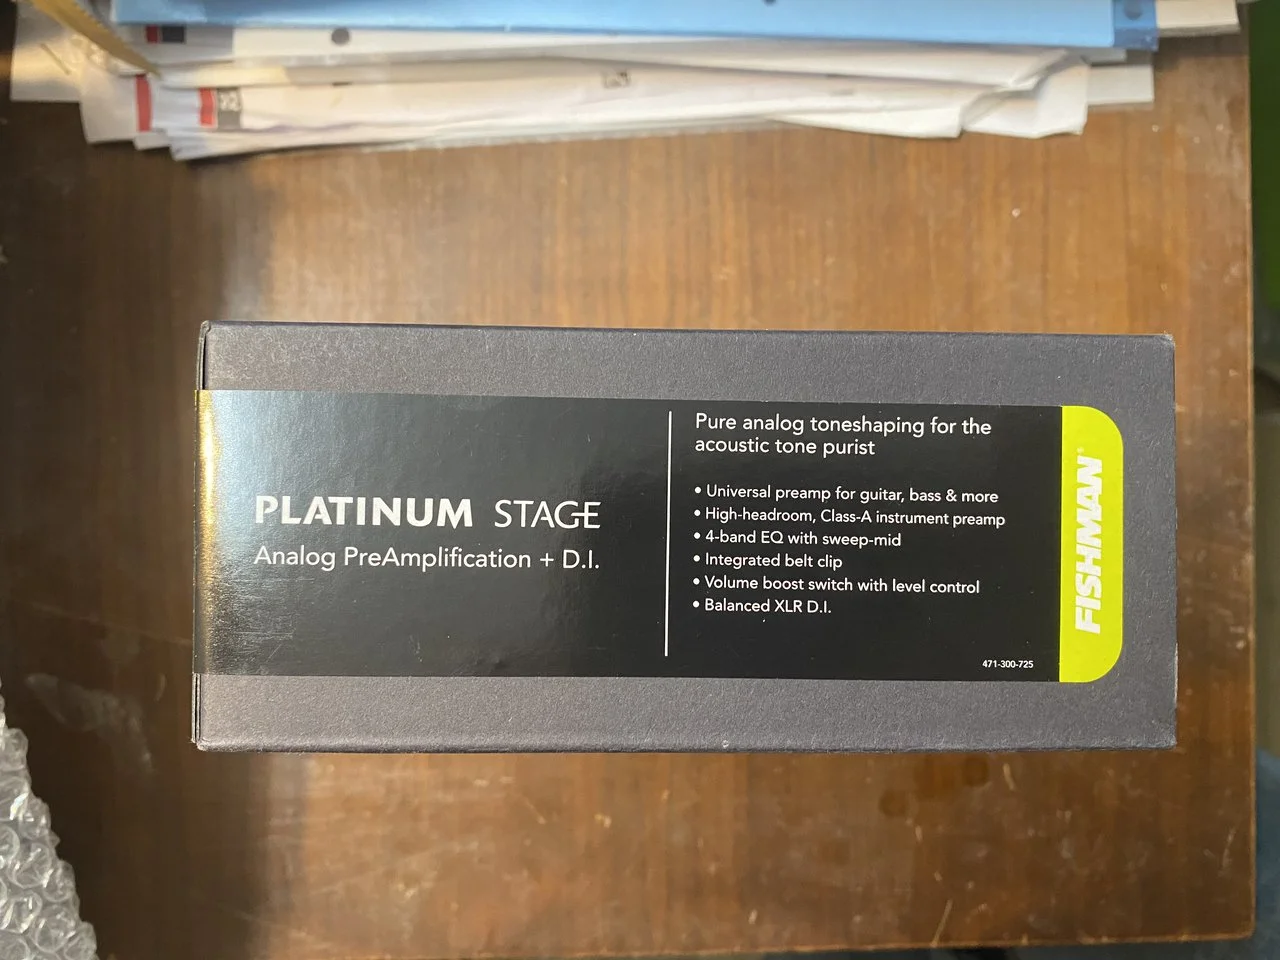 PLATINUM STAGE
Analog PreAmplification + D.I.
Pure analog toneshaping for the
acoustic tone purist
• Universal preamp for guitar, bass & more
• High-headroom, Class-A instrument preamp
• 4-band EQ with sweep-mid
• Integrated belt clip
• Volume boost switch with level control
• Balanced XLR D.I.
471-300-725
FISHMAN®